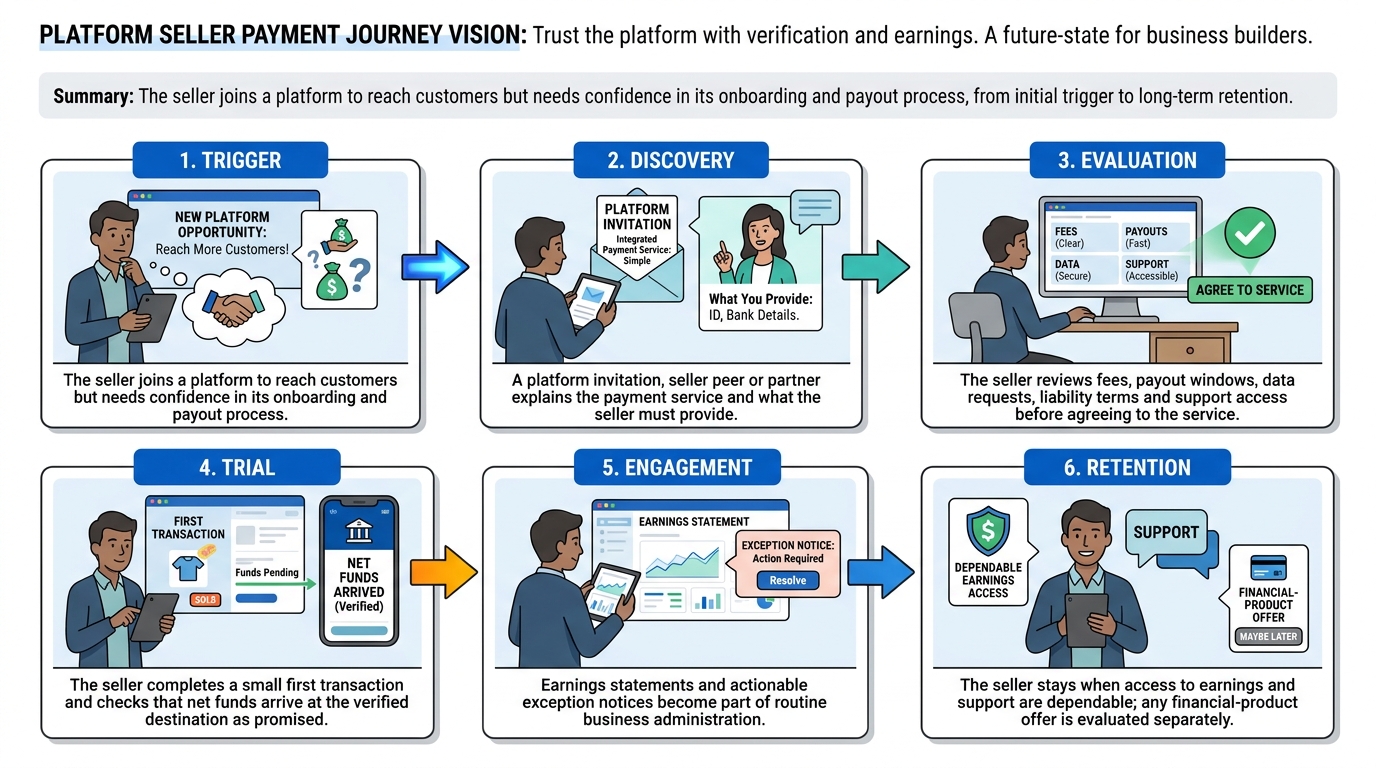 PLATFORM SELLER PAYMENT JOURNEY VISION: Trust the platform with verification and earnings. A future-state for business builders.
Summary: The seller joins a platform to reach customers but needs confidence in its onboarding and payout process, from initial trigger to long-term retention.
1. TRIGGER
NEW PLATFORM
OPPORTUNITY:
Reach More Customers!
$
?
$
?
The seller joins a platform to reach customers
but needs confidence in its onboarding and
payout process.
2. DISCOVERY
PLATFORM
INVITATION
Integrated
Payment Service:
Simple
What You Provide:
ID, Bank Details.
A platform invitation, seller peer or partner
explains the payment service and what the
seller must provide.
3. EVALUATION
FEES
(Clear)
PAYOUTS
(Fast)
DATA
(Secure)
SUPPORT
(Accessible)
AGREE TO SERVICE
The seller reviews fees, payout windows, data
requests, liability terms and support access
before agreeing to the service.
4. TRIAL
FIRST
TRANSACTION
SOLD
Funds Pending
NET
FUNDS
ARRIVED
(Verified)
The seller completes a small first transaction
and checks that net funds arrive at the verified
destination as promised.
5. ENGAGEMENT
EARNINGS STATEMENT
EXCEPTION NOTICE:
Action Required
Resolve
Earnings statements and actionable
exception notices become part of routine
business administration.
6. RETENTION
$
DEPENDABLE
EARNINGS
ACCESS
SUPPORT
FINANCIAL-
PRODUCT
OFFER
MAYBE LATER
The seller stays when access to earnings and
support are dependable; any financial-product
offer is evaluated separately.